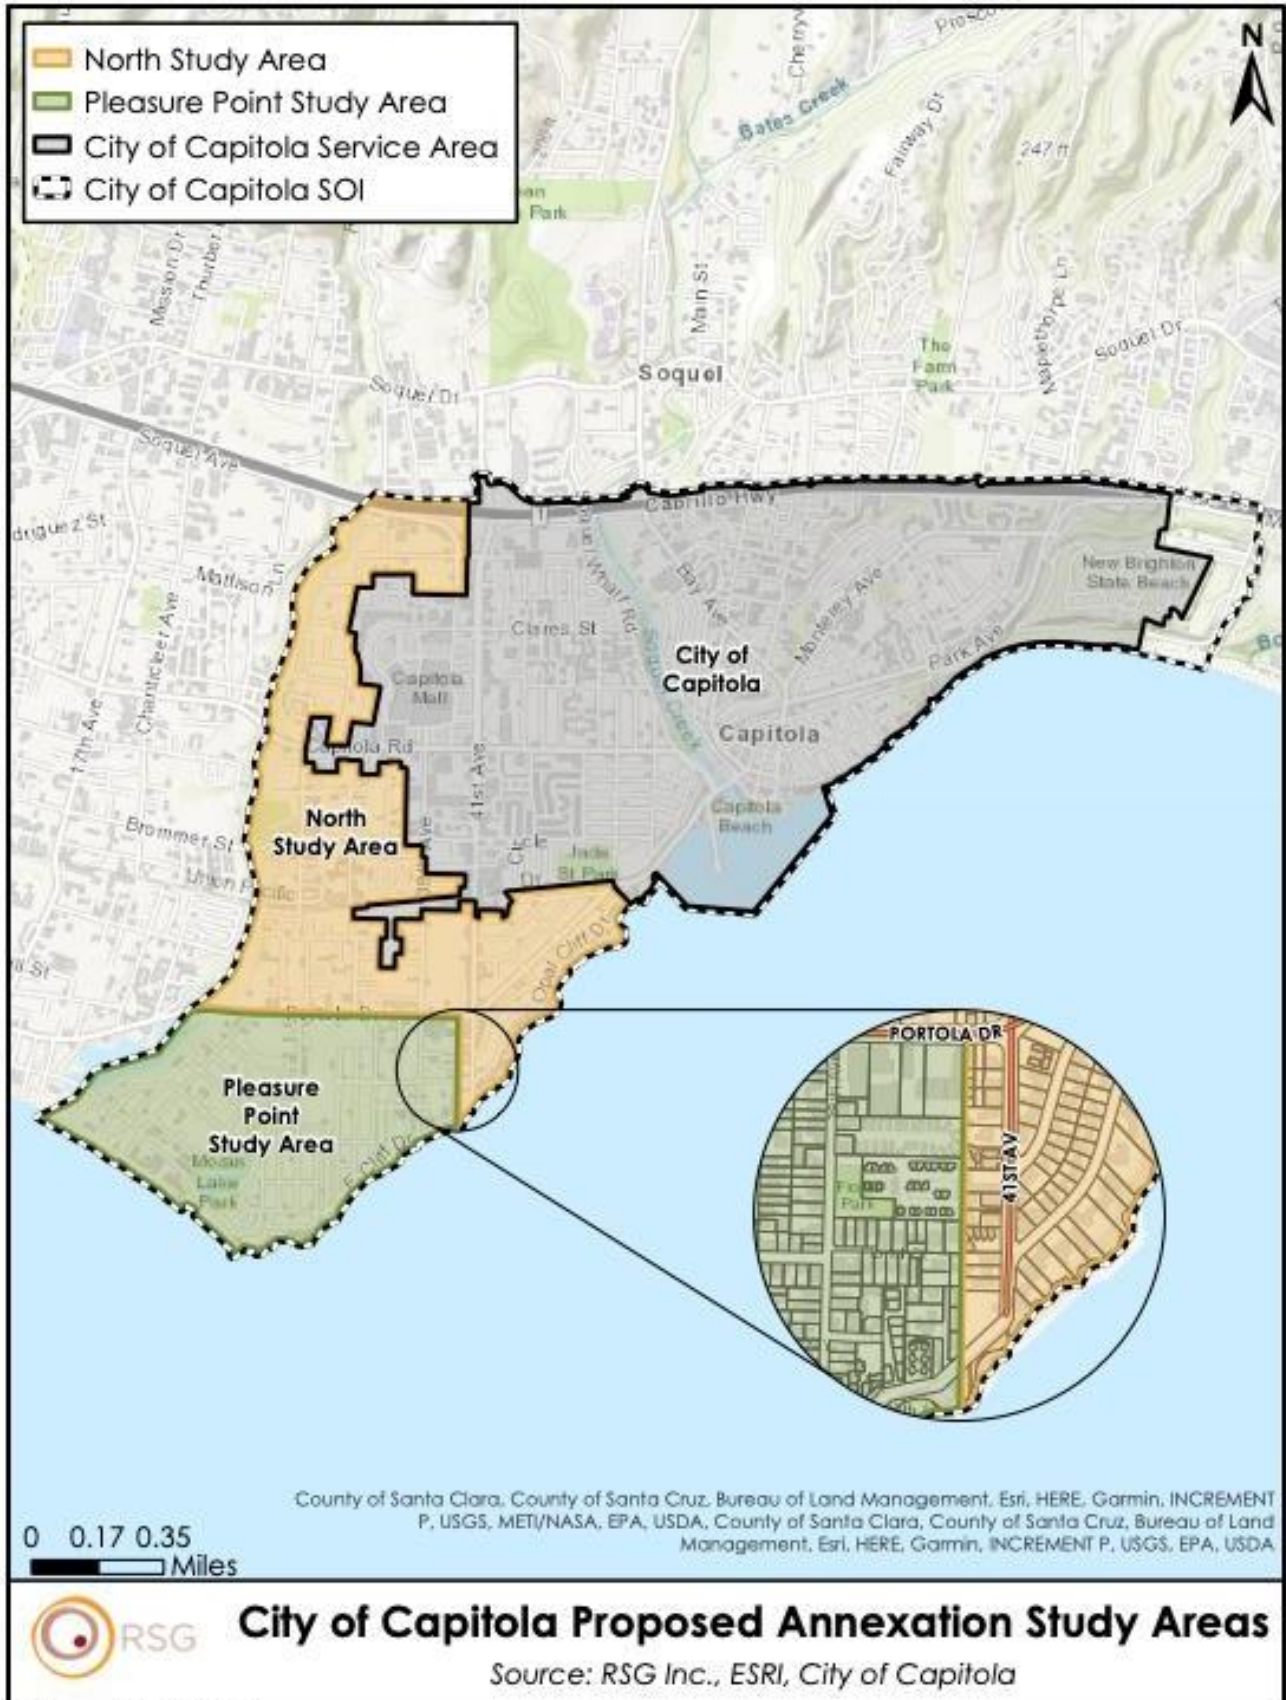 North Study Area
Pleasure Point Study Area
City of Capitola Service Area
City of Capitola SOI
N
Bates Creek
Fairway Dr
247 ft
Park
Mission Dr
Main St
Maplethorpe Ln
Soquel Dr
The
Farm
Park
Soquel
Soquel Dr
Soquel Ave
Cabrillo Hwy
Mattison Ln
Chanticleer Ave
17th Ave
Wharf Rd
Bay Ave
Monterey Ave
New Brighton
State Beach
Clares St
Park Ave
Soquel Creek
City of
Capitola
Capitola
Mall
Capitola
Capitola Rd
41st Ave
Capitola
Beach
North
Study Area
Brommer St
Union Pacific
Jade
St Park
Opal Cliff Dr
Pleasure
Point
Study Area
Moran
Lake
Park
E Cliff Dr
PORTOLA DR
41ST AV
Park
County of Santa Clara, County of Santa Cruz, Bureau of Land Management, Esri, HERE, Garmin, INCREMENT
P, USGS, METI/NASA, EPA, USDA, County of Santa Clara, County of Santa Cruz, Bureau of Land
Management, Esri, HERE, Garmin, INCREMENT P, USGS, EPA, USDA
0 0.17 0.35
Miles
RSG
City of Capitola Proposed Annexation Study Areas
Source: RSG Inc., ESRI, City of Capitola